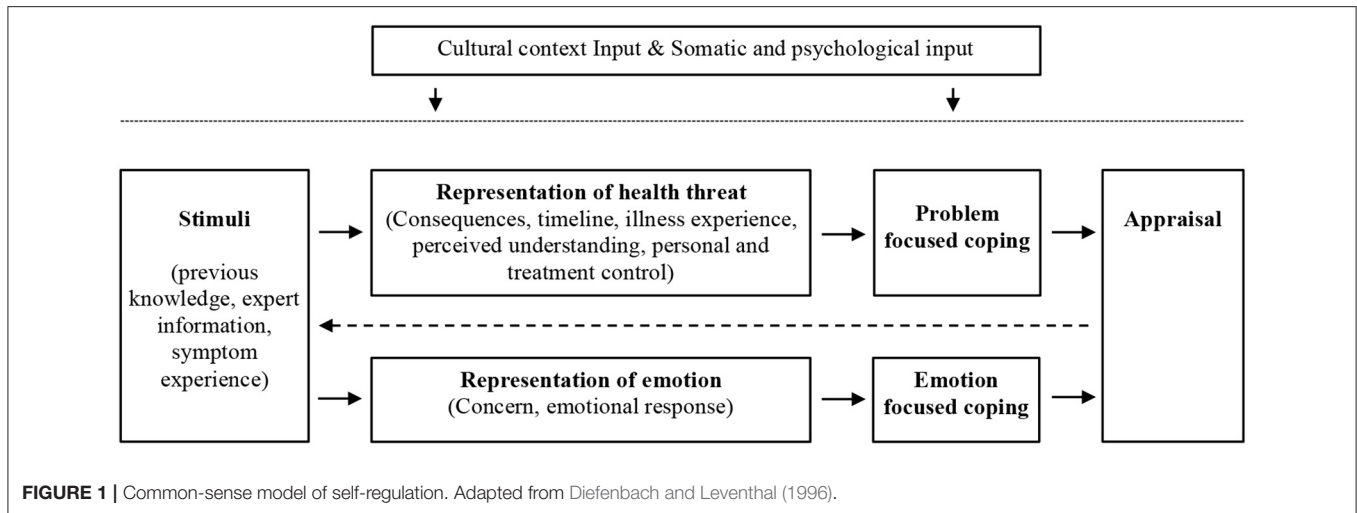 Cultural context Input & Somatic and psychological input
Stimuli
(previous
knowledge, expert
information,
symptom
experience)
Representation of health threat
(Consequences, timeline, illness experience,
perceived understanding, personal and
treatment control)
Problem
focused coping
Appraisal
Representation of emotion
(Concern, emotional response)
Emotion
focused coping
FIGURE 1 | Common-sense model of self-regulation. Adapted from Diefenbach and Leventhal (1996).